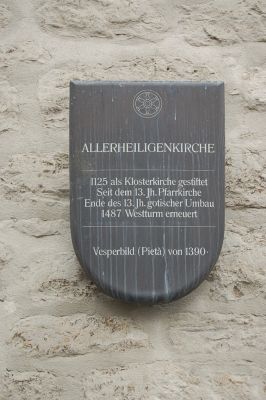 ALLERHEILIGENKIRCHE
1125 als Klosterkirche gestiftet
Seit dem 13. Jh. Pfarrkirche
Ende des 13. Jh. gotischer Umbau
1487 Westturm erneuert
Vesperbild (Pietà) von 1390